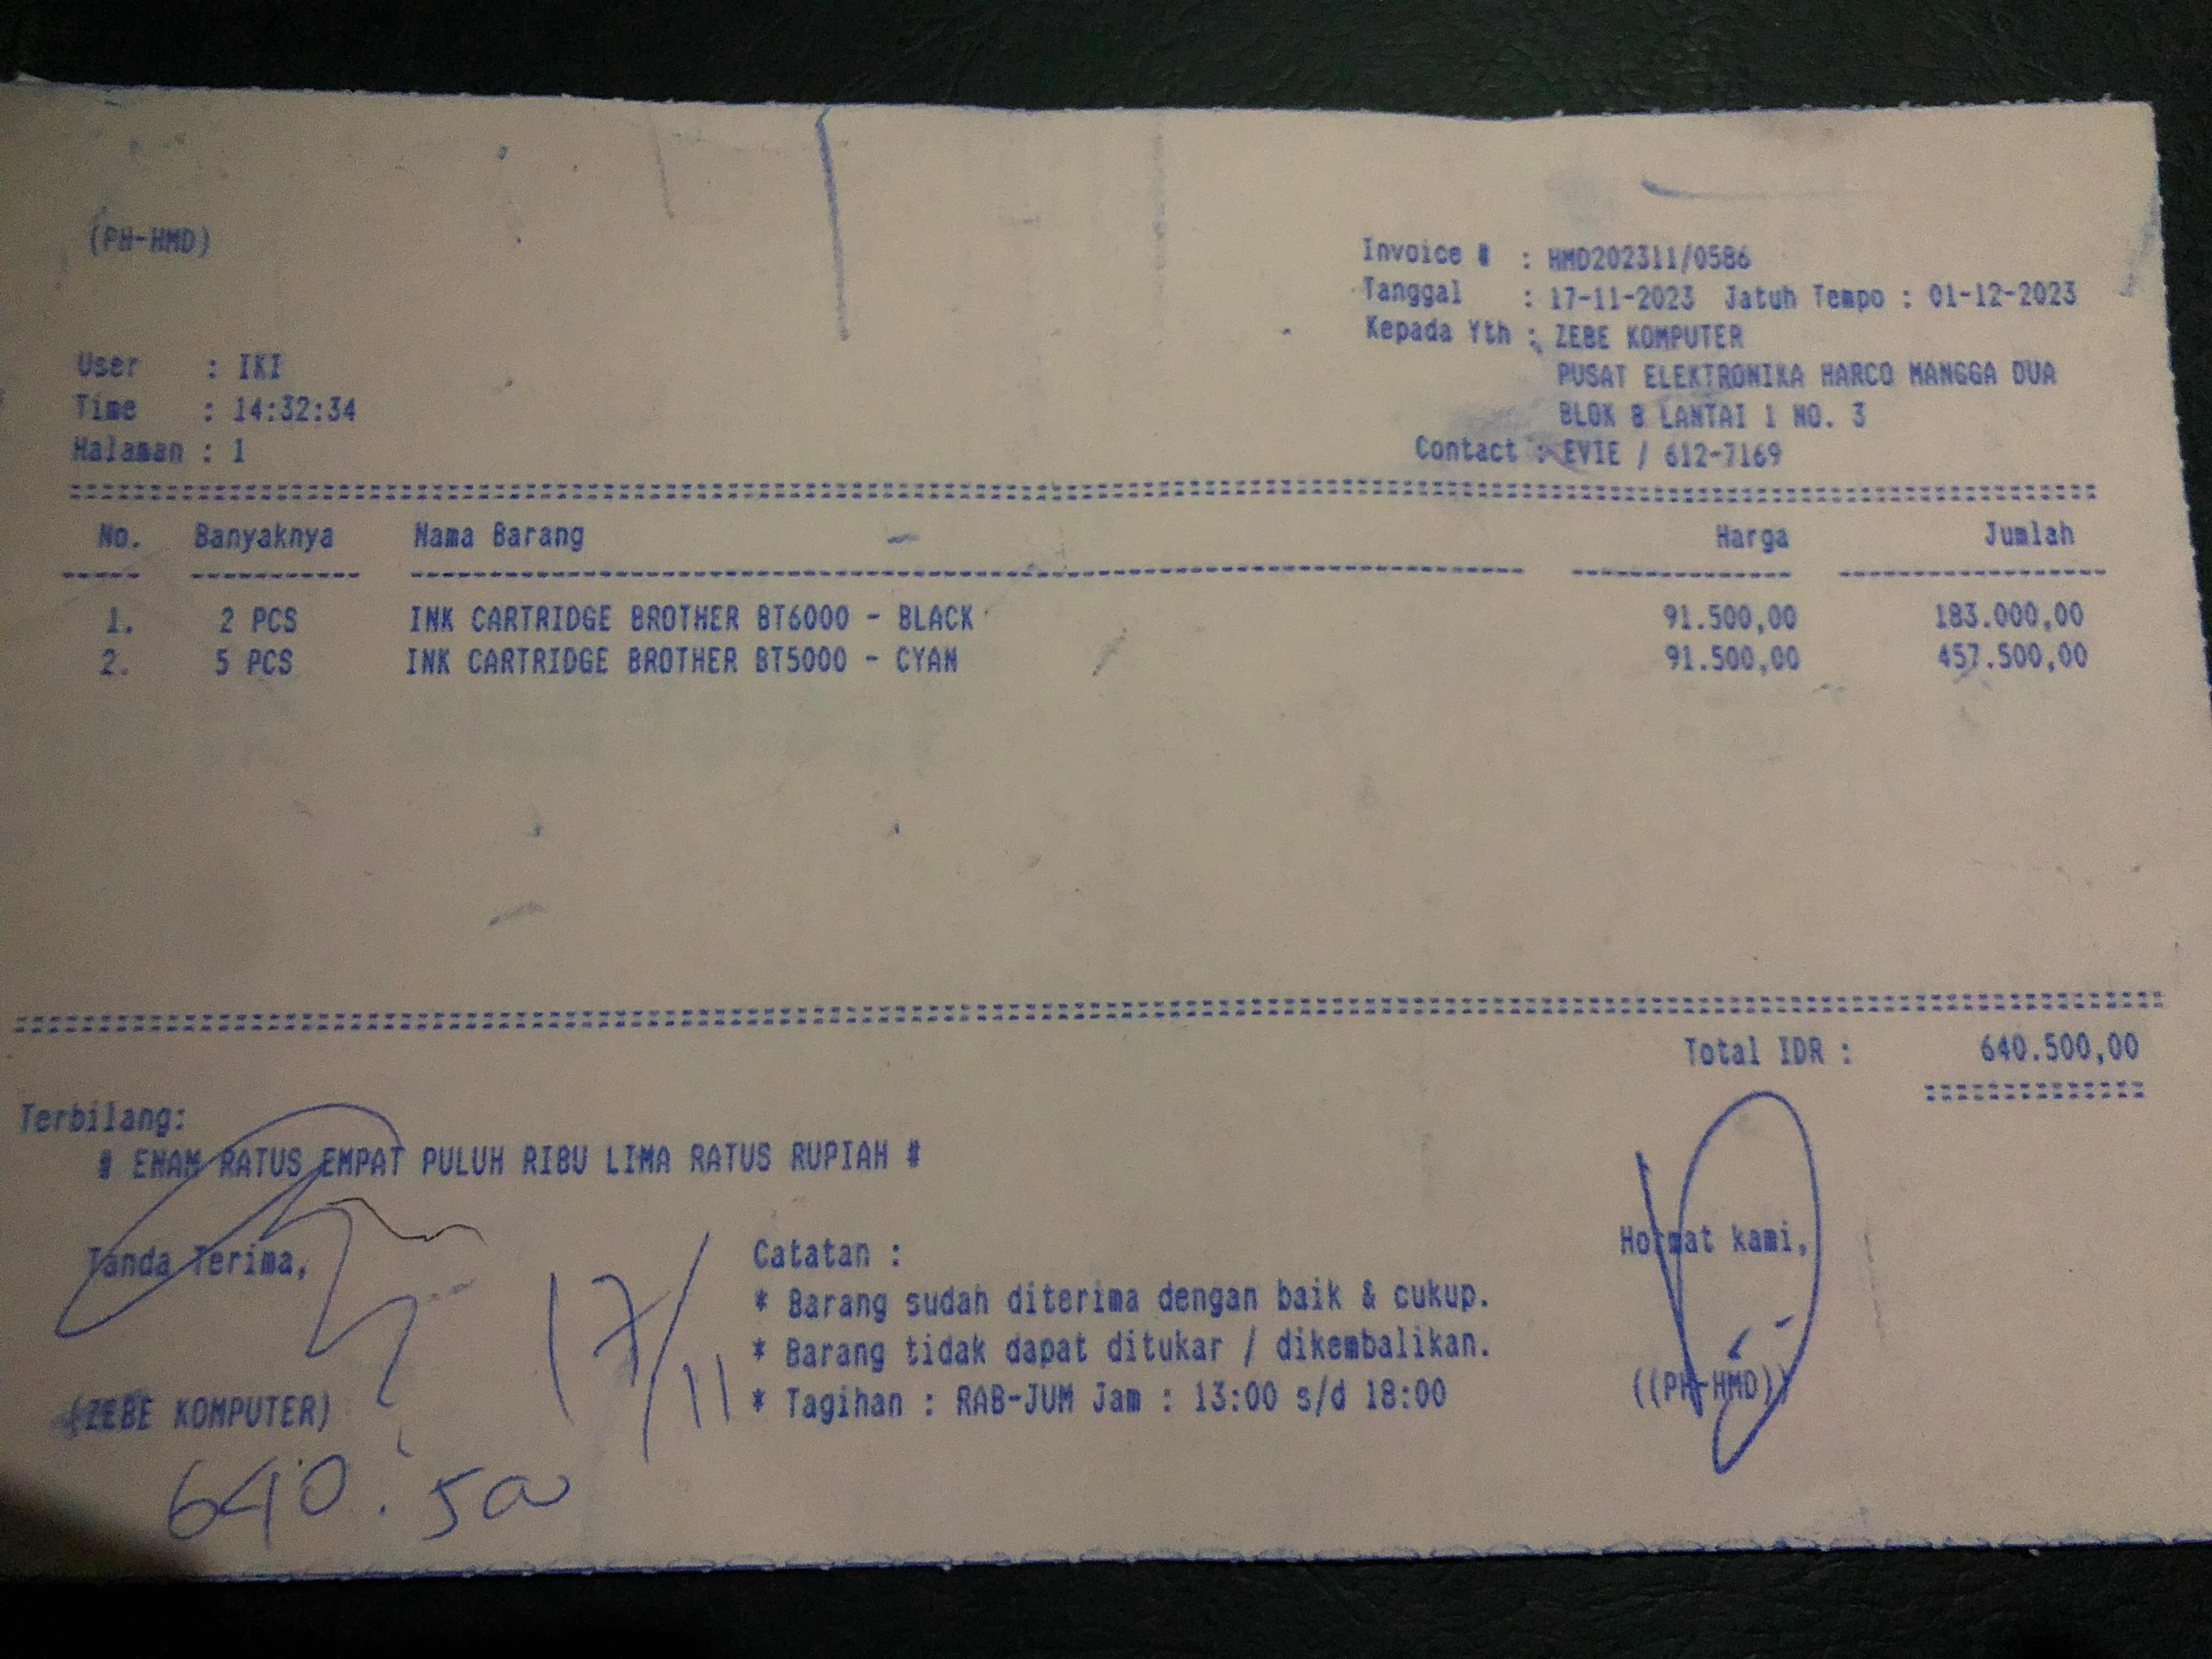 (PH-HMD)
Invoice # : HMD202311/0586
Tanggal : 17-11-2023 Jatuh Tempo : 01-12-2023
Kepada Yth : ZEBE KOMPUTER
PUSAT ELEKTRONIKA HARCO MANGGA DUA
BLOK B LANTAI 1 NO. 3
Contact : EVIE / 612-7169
User : IKI
Time : 14:32:34
Halaman : 1
No. Banyaknya Nama Barang Harga Jumlah
1. 2 PCS INK CARTRIDGE BROTHER BT6000 - BLACK 91.500,00 183.000,00
2. 5 PCS INK CARTRIDGE BROTHER BT5000 - CYAN 91.500,00 457.500,00
Total IDR : 640.500,00
Terbilang:
# ENAM RATUS EMPAT PULUH RIBU LIMA RATUS RUPIAH #
Tanda Terima,
(ZEBE KOMPUTER)
640.500
17/11
Catatan :
* Barang sudah diterima dengan baik & cukup.
* Barang tidak dapat ditukar / dikembalikan.
* Tagihan : RAB-JUM Jam : 13:00 s/d 18:00
Hormat kami,
((PH-HMD))